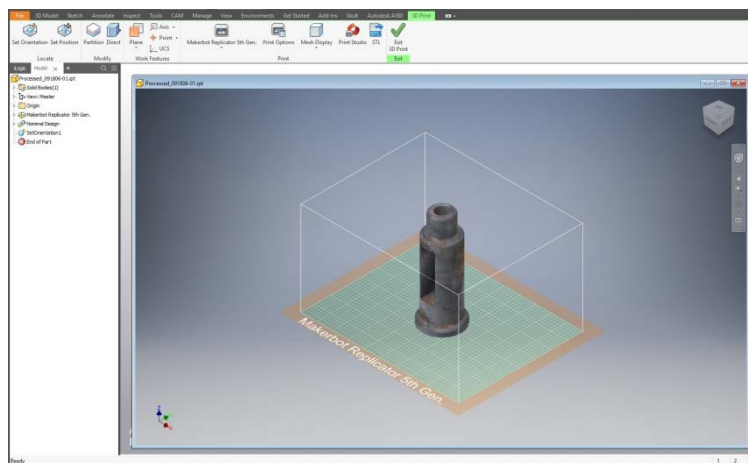 File 3D Model Sketch Annotate Inspect Tools CAM Manage View Environments Get Started Add-Ins Vault Autodesk A360 3D Print
Axis
Point
UCS
Set Orientation Set Position Partition Direct Plane Makerbot Replicator 5th Gen. Print Options Mesh Display Print Studio STL Exit
3D Print
Locate Modify Work Features Print Exit
iLogic Model
Processed_091806-01.ipt
Solid Bodies(1)
View: Master
Origin
Makerbot Replicator 5th Gen.
Nominal Design
SetOrientation1
End of Part
Processed_091806-01.ipt
Makerbot Replicator 5th Gen.
Z
X
Ready
1 2